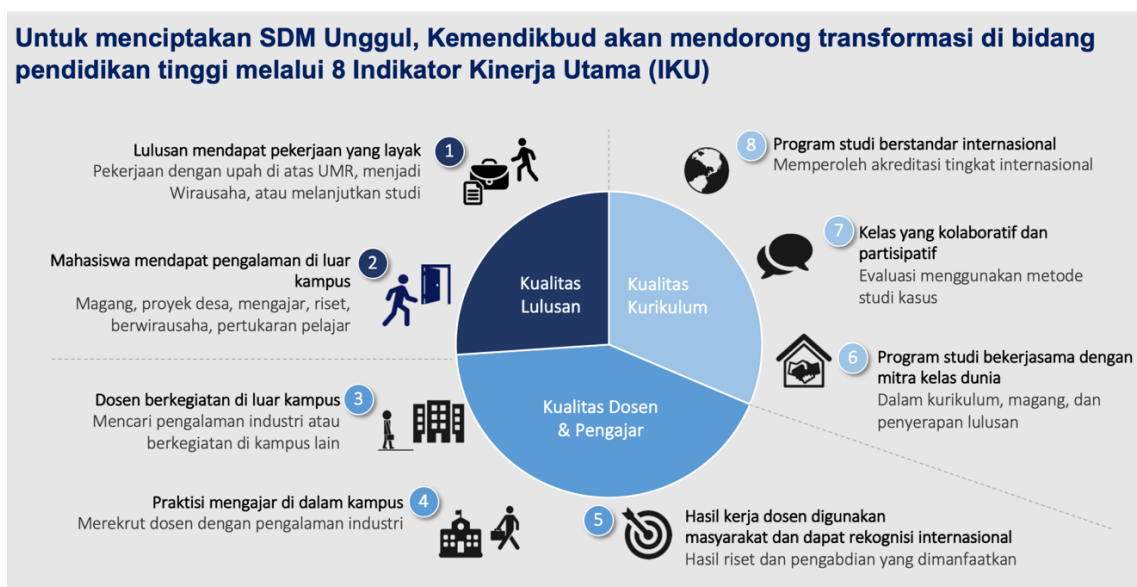 Untuk menciptakan SDM Unggul, Kemendikbud akan mendorong transformasi di bidang
pendidikan tinggi melalui 8 Indikator Kinerja Utama (IKU)
Lulusan mendapat pekerjaan yang layak
1
Pekerjaan dengan upah di atas UMR, menjadi
Wirausaha, atau melanjutkan studi
Mahasiswa mendapat pengalaman di luar
kampus
2
Magang, proyek desa, mengajar, riset,
berwirausaha, pertukaran pelajar
Dosen berkegiatan di luar kampus
3
Mencari pengalaman industri atau
berkegiatan di kampus lain
Praktisi mengajar di dalam kampus
4
Merekrut dosen dengan pengalaman industri
Kualitas
Lulusan
Kualitas
Kurikulum
Kualitas Dosen
& Pengajar
8
Program studi berstandar internasional
Memperoleh akreditasi tingkat internasional
7
Kelas yang kolaboratif dan
partisipatif
Evaluasi menggunakan metode
studi kasus
6
Program studi bekerjasama dengan
mitra kelas dunia
Dalam kurikulum, magang, dan
penyerapan lulusan
5
Hasil kerja dosen digunakan
masyarakat dan dapat rekognisi internasional
Hasil riset dan pengabdian yang dimanfaatkan